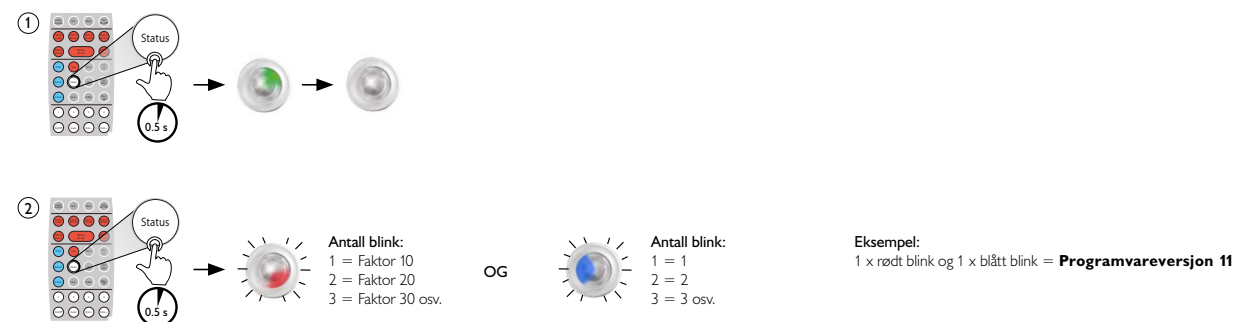 1
Status
0.5 s
2
Status
0.5 s
Antall blink:
1 = Faktor 10
2 = Faktor 20
3 = Faktor 30 osv.
OG
Antall blink:
1 = 1
2 = 2
3 = 3 osv.
Eksempel:
1 x rødt blink og 1 x blått blink = Programvareversjon 11